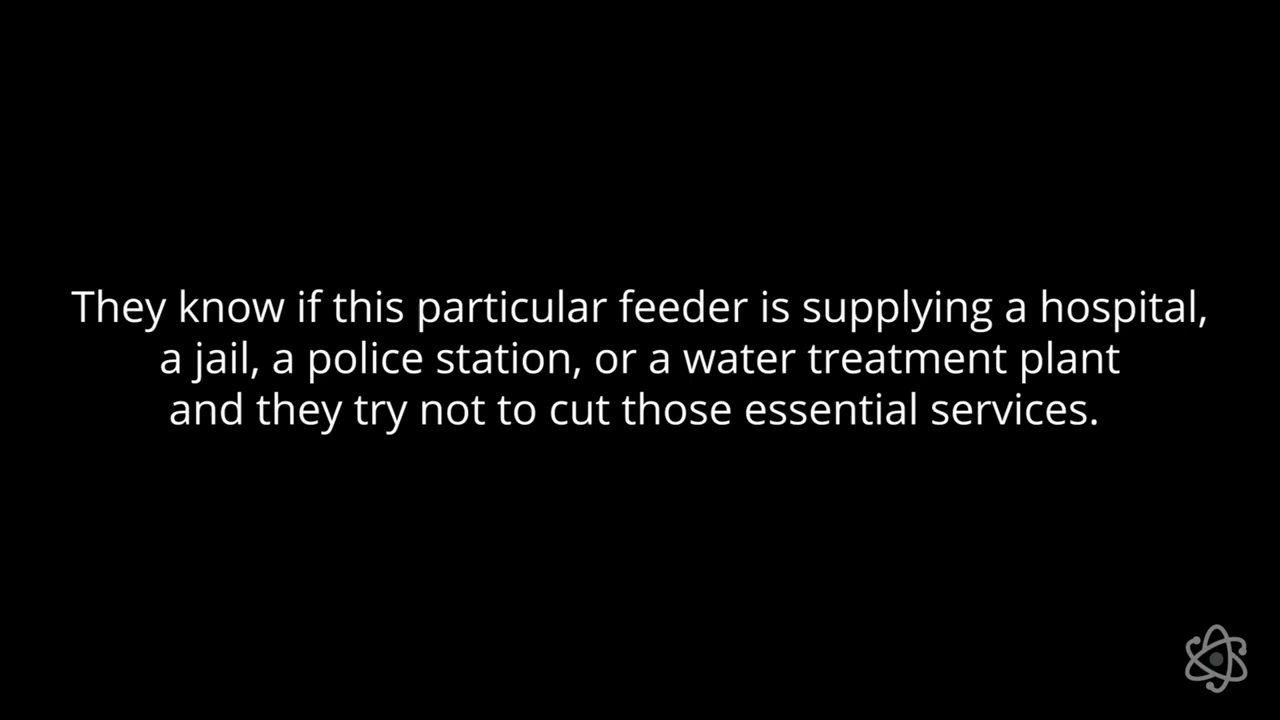 They know if this particular feeder is supplying a hospital,
a jail, a police station, or a water treatment plant
and they try not to cut those essential services.